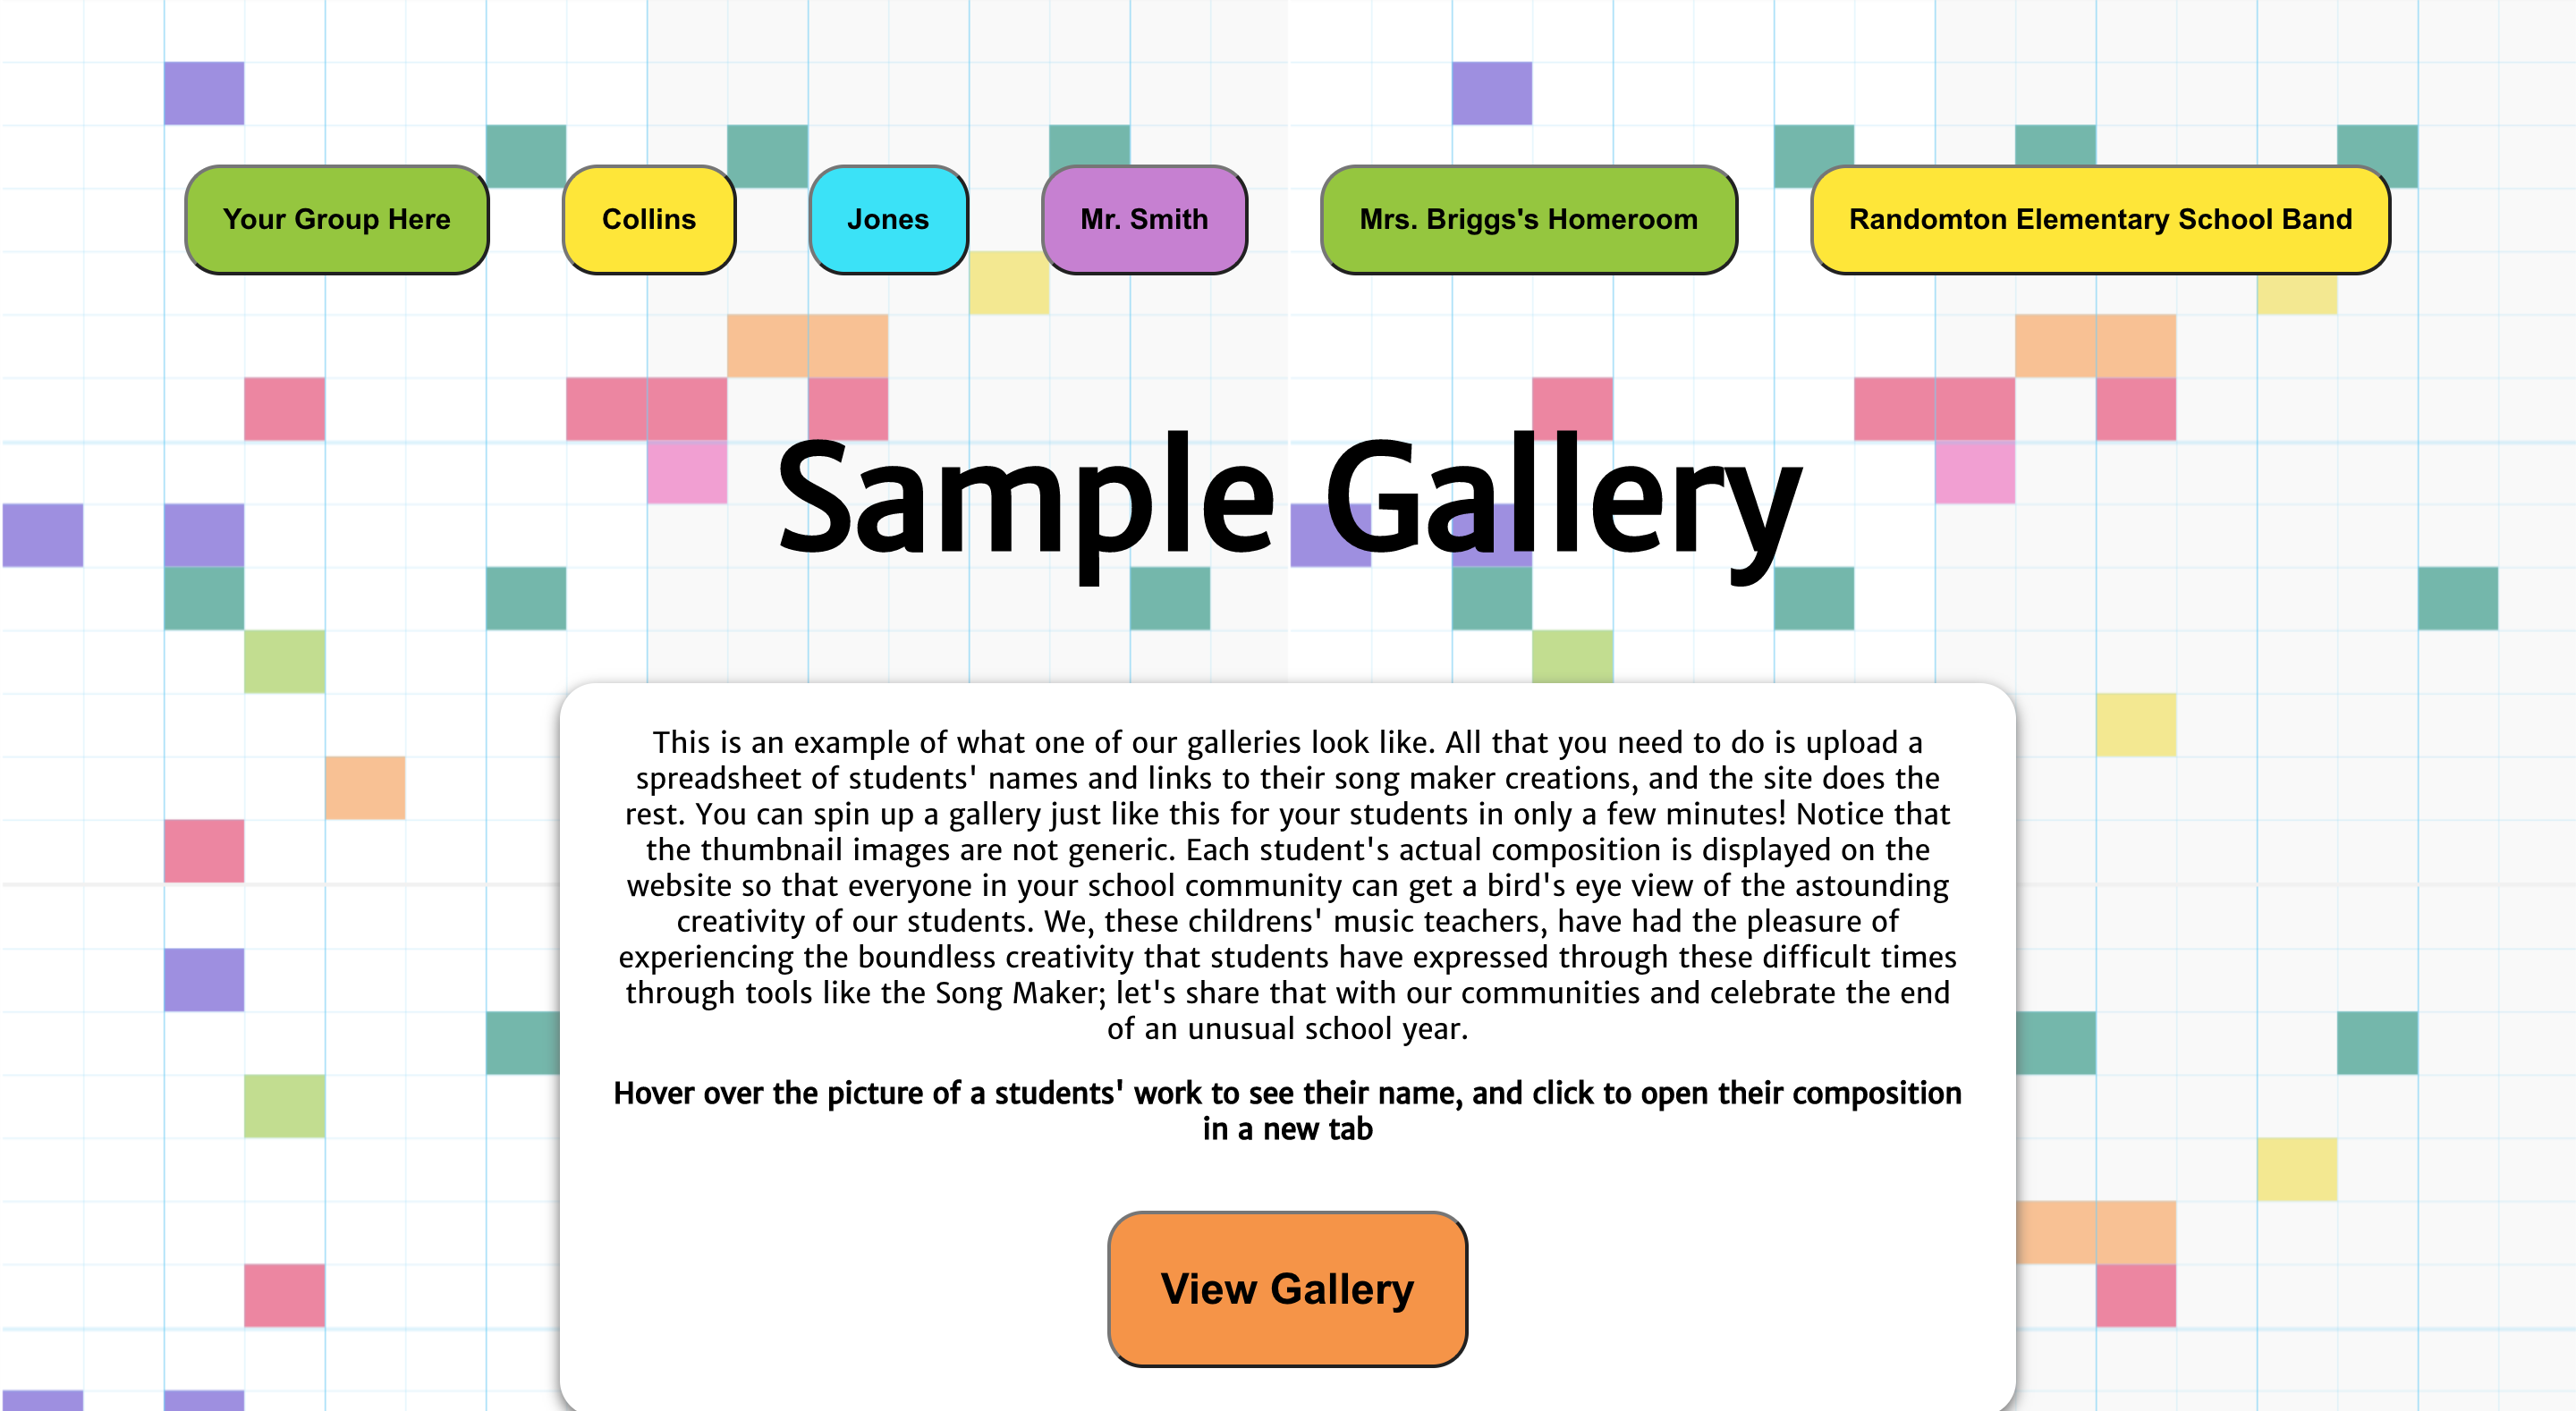 Your Group Here
Collins
Jones
Mr. Smith
Mrs. Briggs's Homeroom
Randomton Elementary School Band
Sample Gallery
This is an example of what one of our galleries look like. All that you need to do is upload a
spreadsheet of students' names and links to their song maker creations, and the site does the
rest. You can spin up a gallery just like this for your students in only a few minutes! Notice that
the thumbnail images are not generic. Each student's actual composition is displayed on the
website so that everyone in your school community can get a bird's eye view of the astounding
creativity of our students. We, these childrens' music teachers, have had the pleasure of
experiencing the boundless creativity that students have expressed through these difficult times
through tools like the Song Maker; let's share that with our communities and celebrate the end
of an unusual school year.
Hover over the picture of a students' work to see their name, and click to open their composition
in a new tab
View Gallery